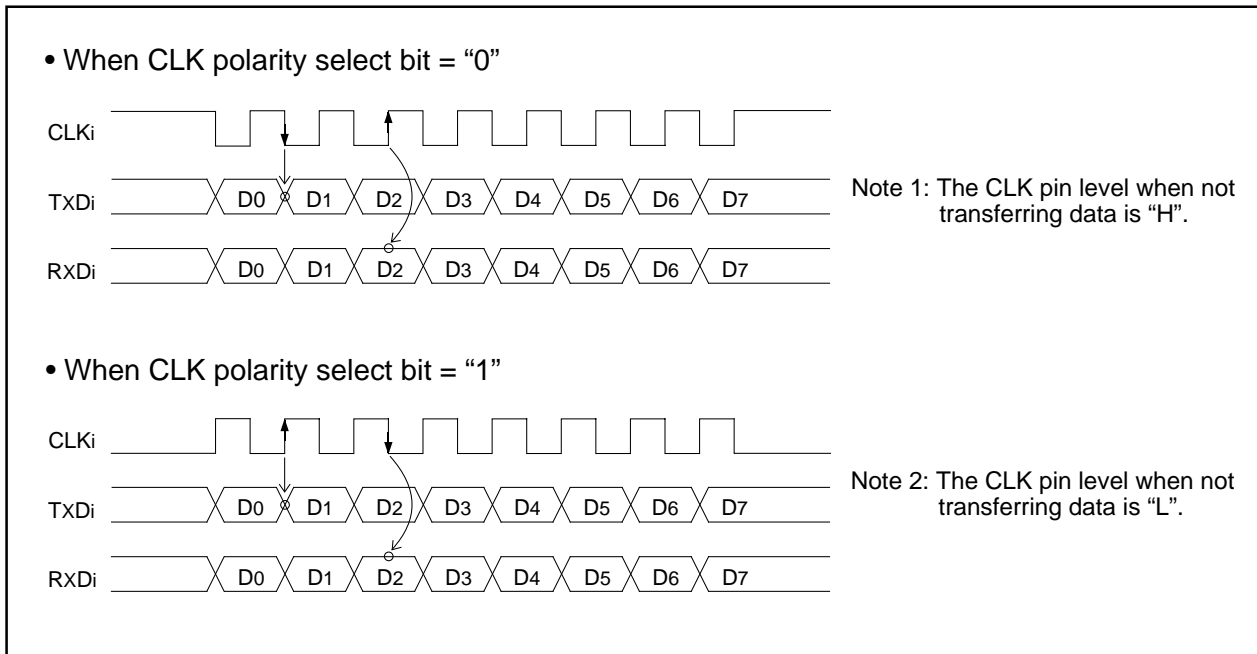 • When CLK polarity select bit = “0”
CLKi
TXDi D0 D1 D2 D3 D4 D5 D6 D7
RXDi D0 D1 D2 D3 D4 D5 D6 D7
Note 1: The CLK pin level when not
transferring data is “H”.
• When CLK polarity select bit = “1”
CLKi
TXDi D0 D1 D2 D3 D4 D5 D6 D7
RXDi D0 D1 D2 D3 D4 D5 D6 D7
Note 2: The CLK pin level when not
transferring data is “L”.